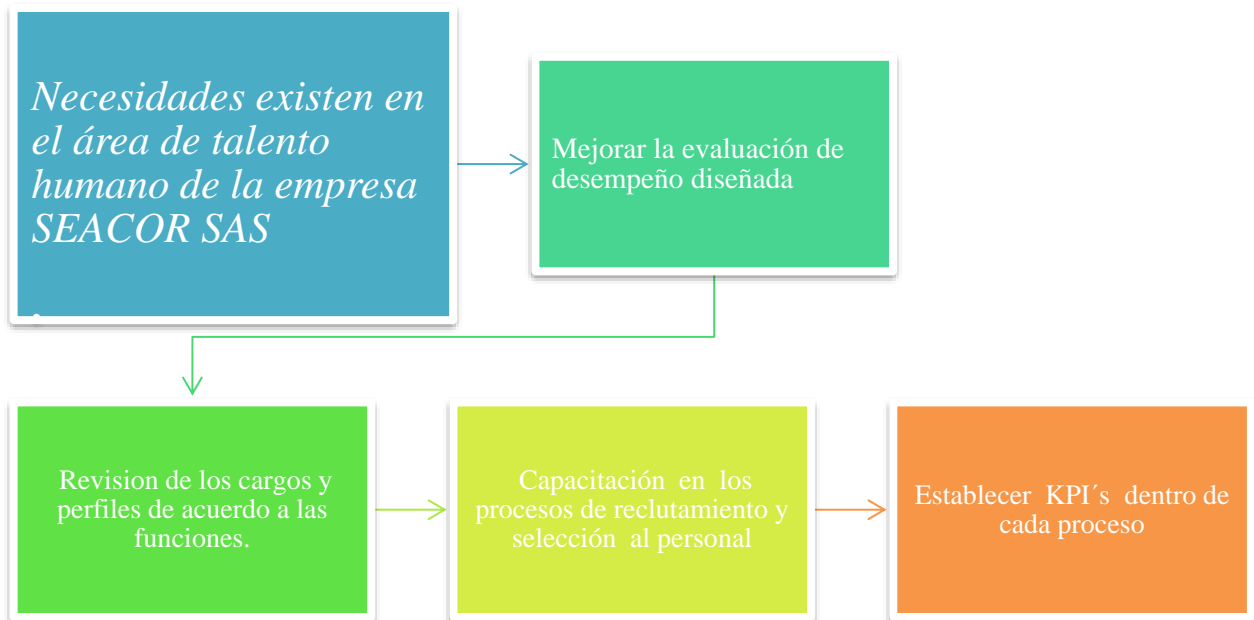 Necesidades existen en
el área de talento
humano de la empresa
SEACOR SAS
Mejorar la evaluación de
desempeño diseñada
Revision de los cargos y
perfiles de acuerdo a las
funciones.
Capacitación en los
procesos de reclutamiento y
selección al personal
Establecer KPI´s dentro de
cada proceso